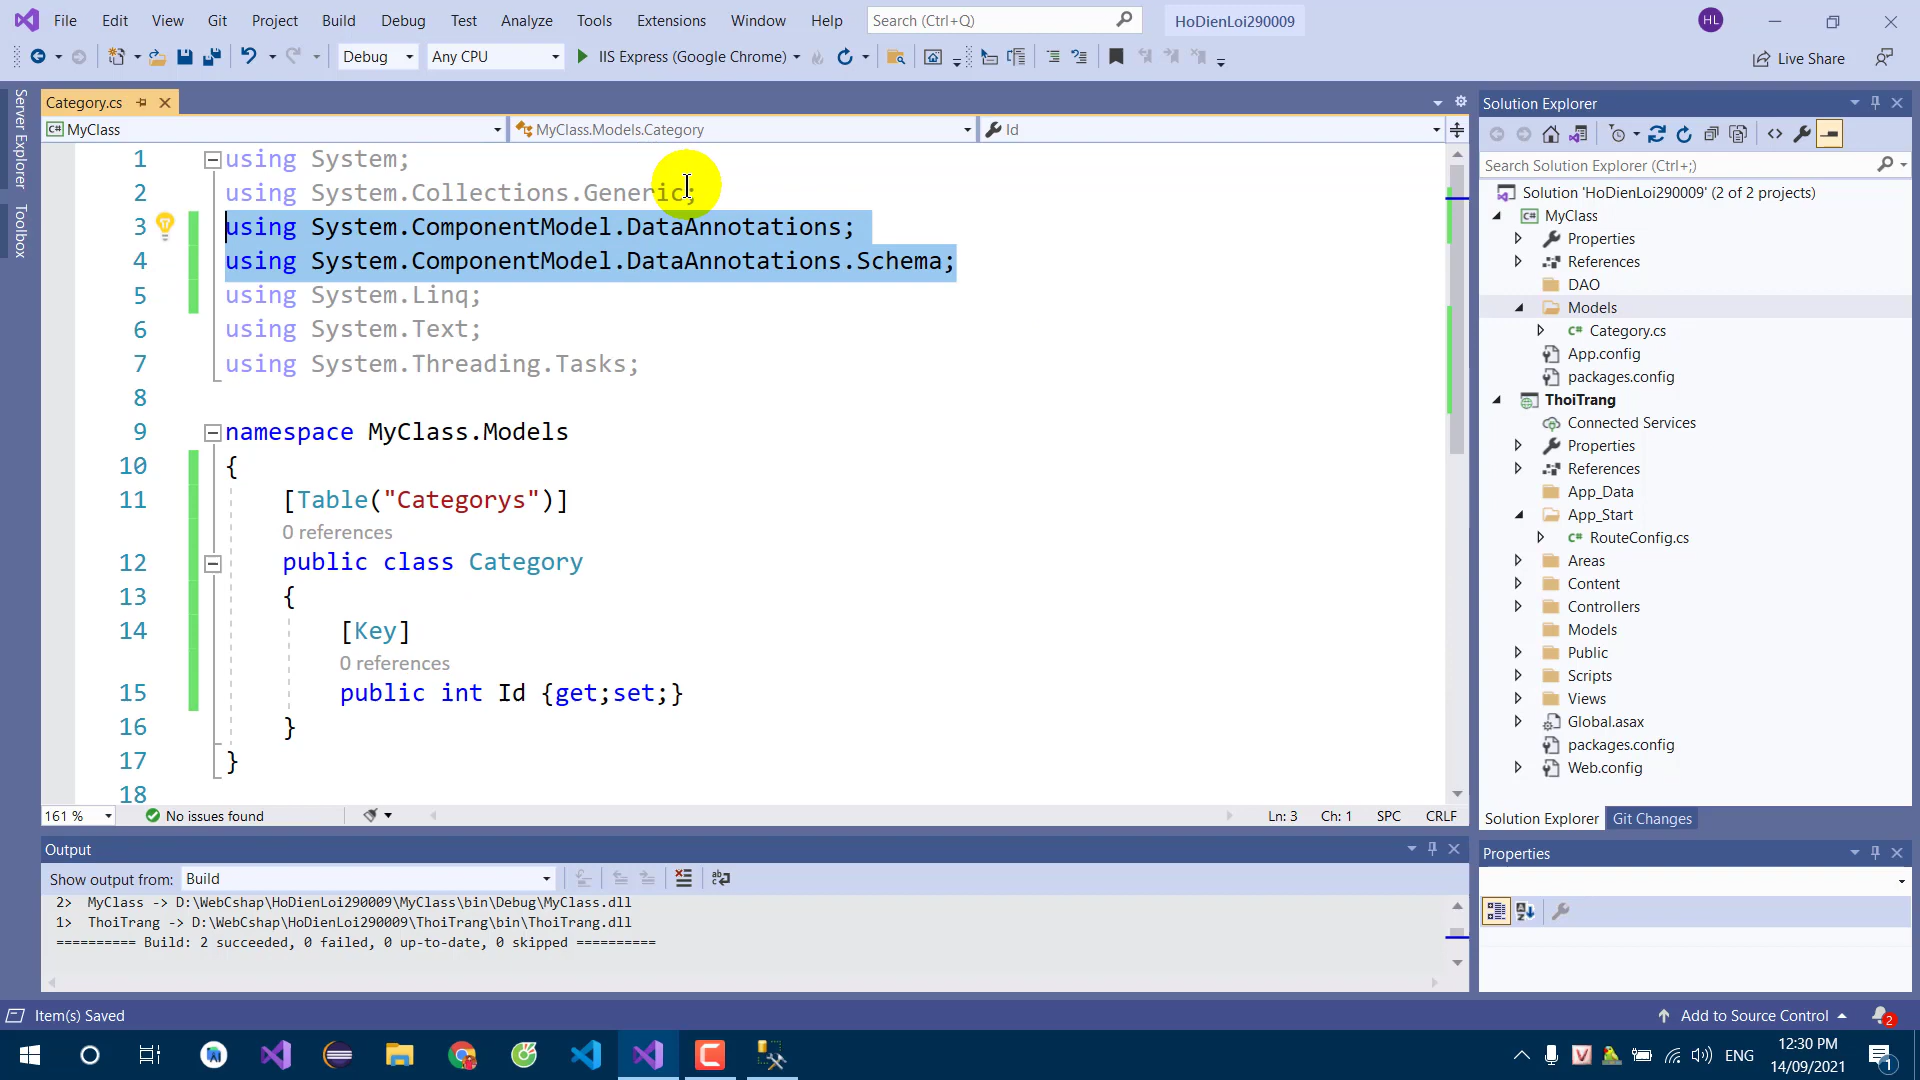 File Edit View Git Project Build Debug Test Analyze Tools Extensions Window Help Search (Ctrl+Q) HoDienLoi290009 HL
Debug Any CPU IIS Express (Google Chrome) Live Share
Server Explorer
Toolbox
Category.cs
MyClass MyClass.Models.Category Id
1 using System;
2 using System.Collections.Generic;
3 using System.ComponentModel.DataAnnotations;
4 using System.ComponentModel.DataAnnotations.Schema;
5 using System.Linq;
6 using System.Text;
7 using System.Threading.Tasks;
8
9 namespace MyClass.Models
10 {
11 [Table("Categorys")]
0 references
12 public class Category
13 {
14 [Key]
0 references
15 public int Id {get;set;}
16 }
17 }
18
161 % No issues found Ln: 3 Ch: 1 SPC CRLF
Output
Show output from: Build
2> MyClass -> D:\WebCshap\HoDienLoi290009\MyClass\bin\Debug\MyClass.dll
1> ThoiTrang -> D:\WebCshap\HoDienLoi290009\ThoiTrang\bin\ThoiTrang.dll
========== Build: 2 succeeded, 0 failed, 0 up-to-date, 0 skipped ==========
Solution Explorer
Search Solution Explorer (Ctrl+;)
Solution 'HoDienLoi290009' (2 of 2 projects)
MyClass
Properties
References
DAO
Models
Category.cs
App.config
packages.config
ThoiTrang
Connected Services
Properties
References
App_Data
App_Start
RouteConfig.cs
Areas
Content
Controllers
Models
Public
Scripts
Views
Global.asax
packages.config
Web.config
Solution Explorer Git Changes
Properties
Item(s) Saved Add to Source Control 2
ENG 12:30 PM
14/09/2021 1